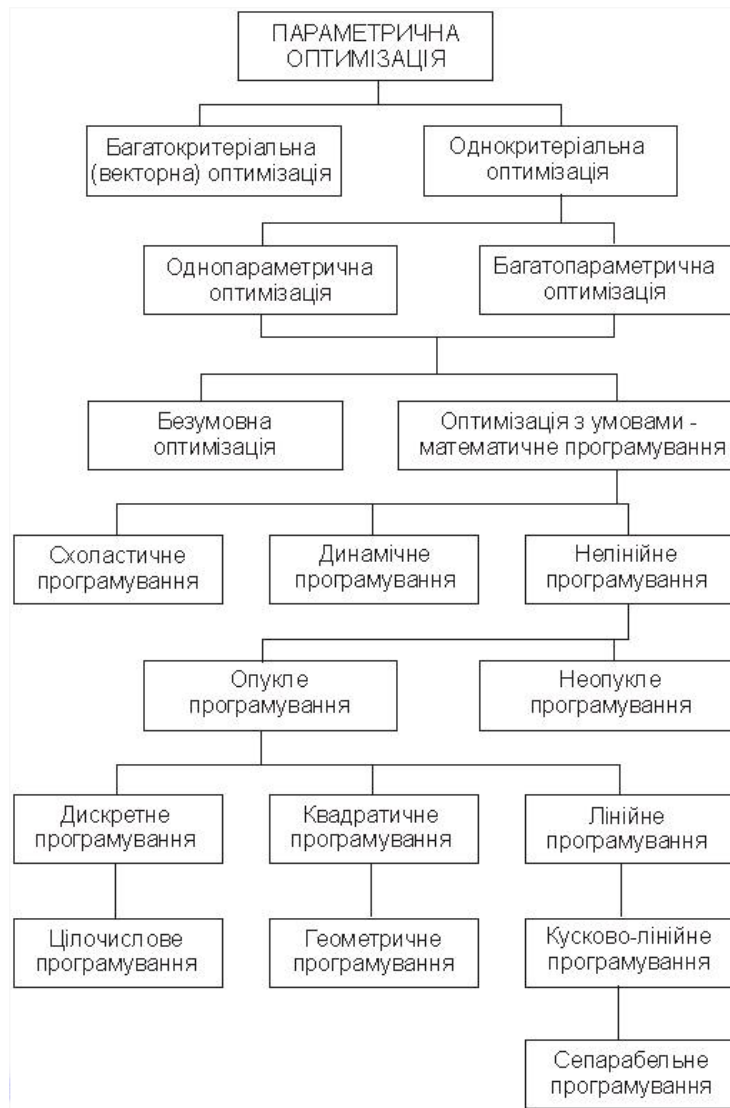 ПАРАМЕТРИЧНА
ОПТИМІЗАЦІЯ
Багатокритеріальна
(векторна) оптимізація
Однокритеріальна
оптимізація
Однопараметрична
оптимізація
Багатопараметрична
оптимізація
Безумовна
оптимізація
Оптимізація з умовами -
математичне програмування
Схоластичне
програмування
Динамічне
програмування
Нелінійне
програмування
Опукле
програмування
Неопукле
програмування
Дискретне
програмування
Квадратичне
програмування
Лінійне
програмування
Цілочислове
програмування
Геометричне
програмування
Кусково-лінійне
програмування
Сепарабельне
програмування